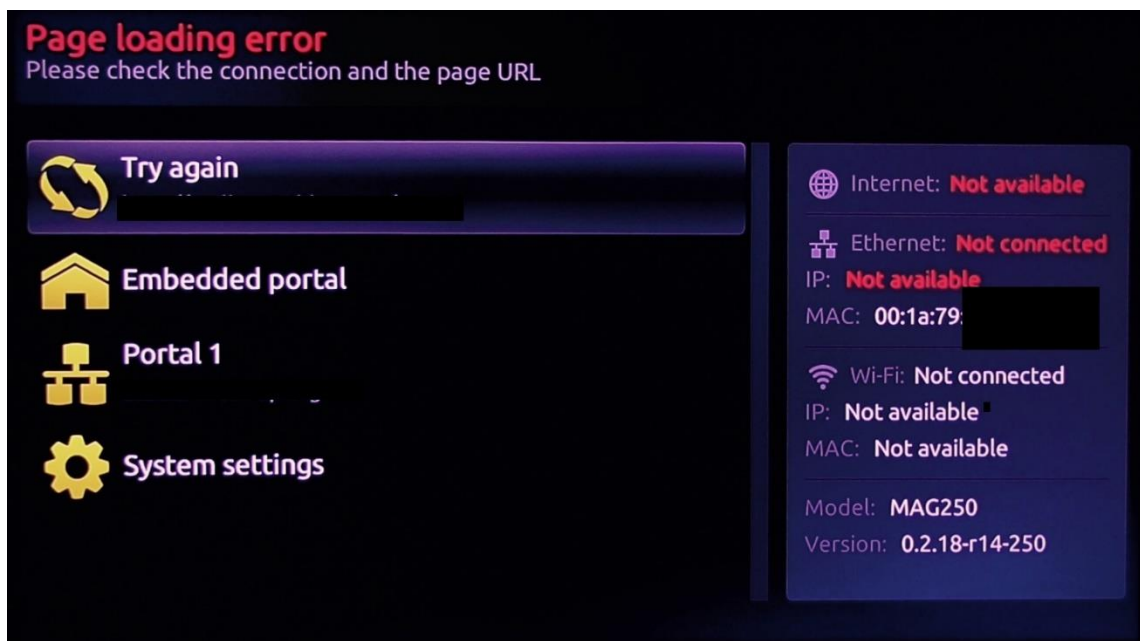 Page loading error
Please check the connection and the page URL
Try again
Embedded portal
Portal 1
System settings
Internet: Not available
Ethernet: Not connected
IP: Not available
MAC: 00:1a:79:
Wi-Fi: Not connected
IP: Not available
MAC: Not available
Model: MAG250
Version: 0.2.18-r14-250